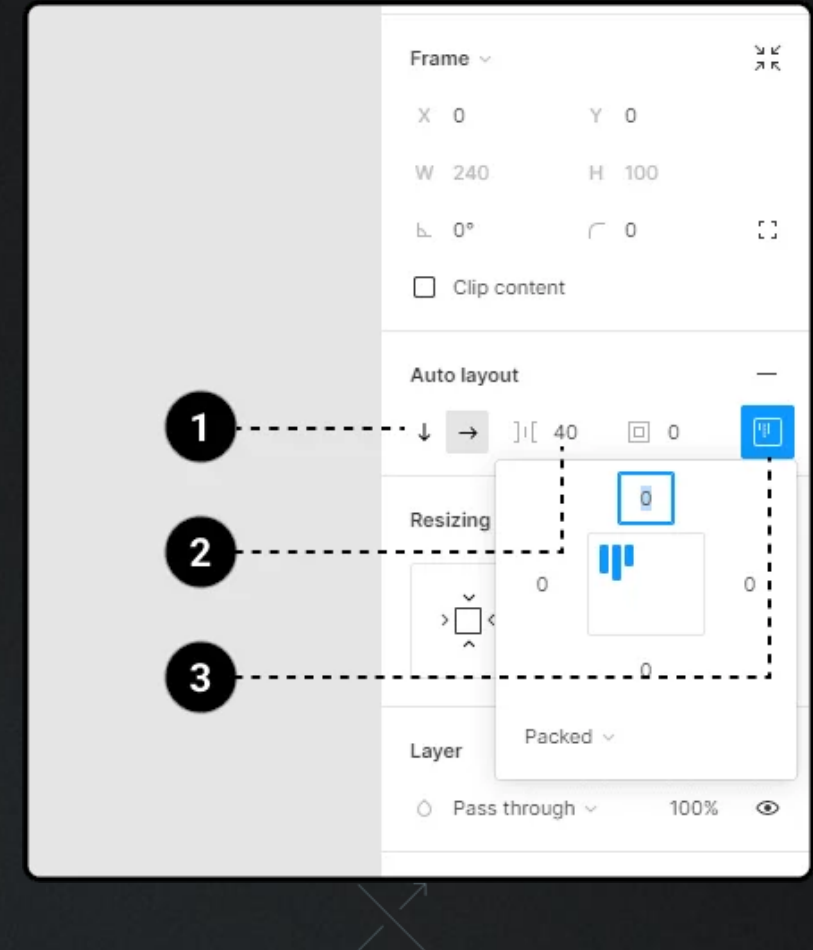 Frame
X 0 Y 0
W 240 H 100
0° 0
Clip content
Auto layout
1 40 0
0
Resizing
2
0 0
3 0
Packed
Layer
Pass through 100%